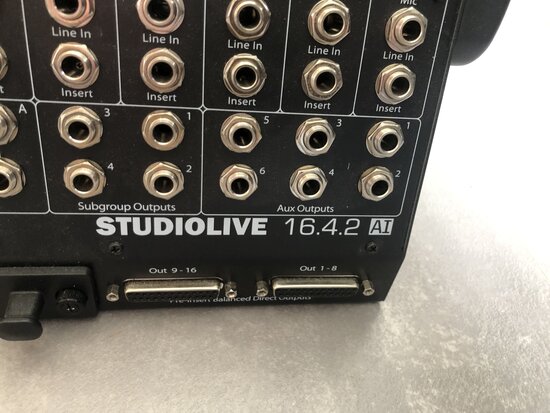 Mic
Line In
Line In
Line In
Line In
Line In
Insert
Insert
Insert
Insert
Insert
A
3 1 5 3 1
4 2 6 4 2
Subgroup Outputs
Aux Outputs
STUDIOLIVE 16.4.2 AI
Out 9 - 16
Out 1 - 8
Pre-Insert Balanced Direct Outputs